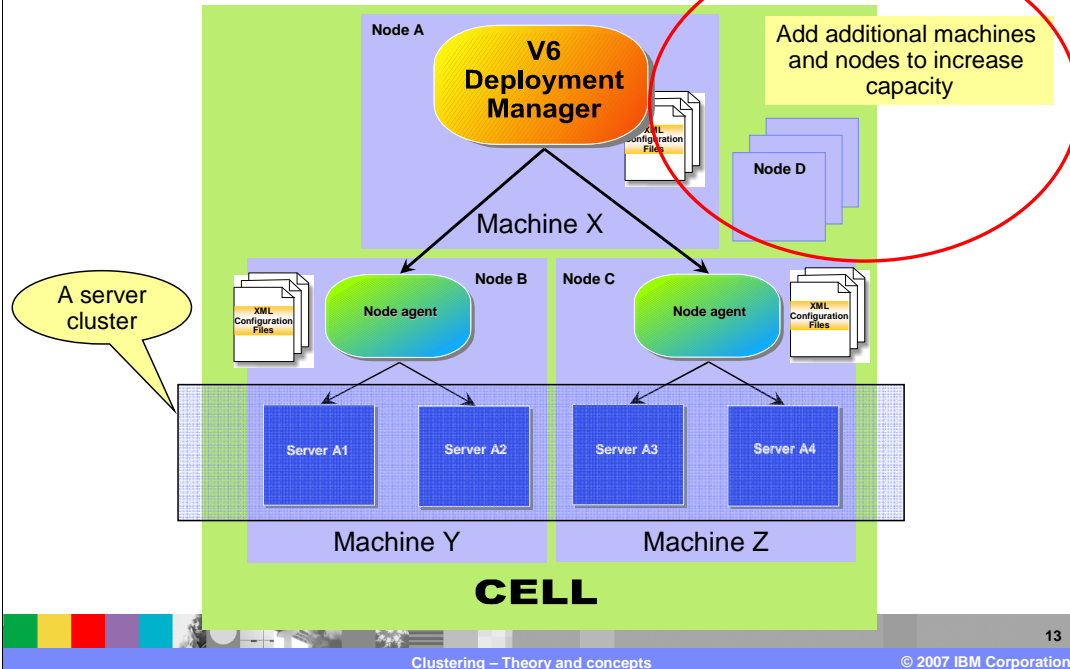 Node A
V6
Deployment
Manager
XML
Configuration
Files
Add additional machines
and nodes to increase
capacity
Node D
Machine X
A server
cluster
XML
Configuration
Files
Node B
Node agent
Node C
Node agent
XML
Configuration
Files
Server A1
Server A2
Server A3
Server A4
Machine Y
Machine Z
CELL
13
Clustering – Theory and concepts
© 2007 IBM Corporation